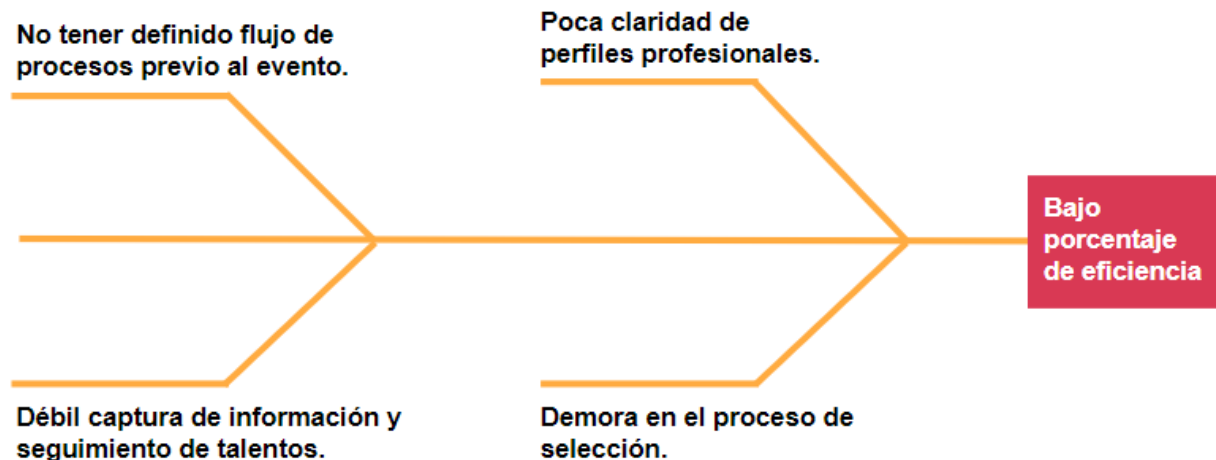 No tener definido flujo de
procesos previo al evento.
Poca claridad de
perfiles profesionales.
Bajo
porcentaje
de eficiencia
Débil captura de información y
seguimiento de talentos.
Demora en el proceso de
selección.